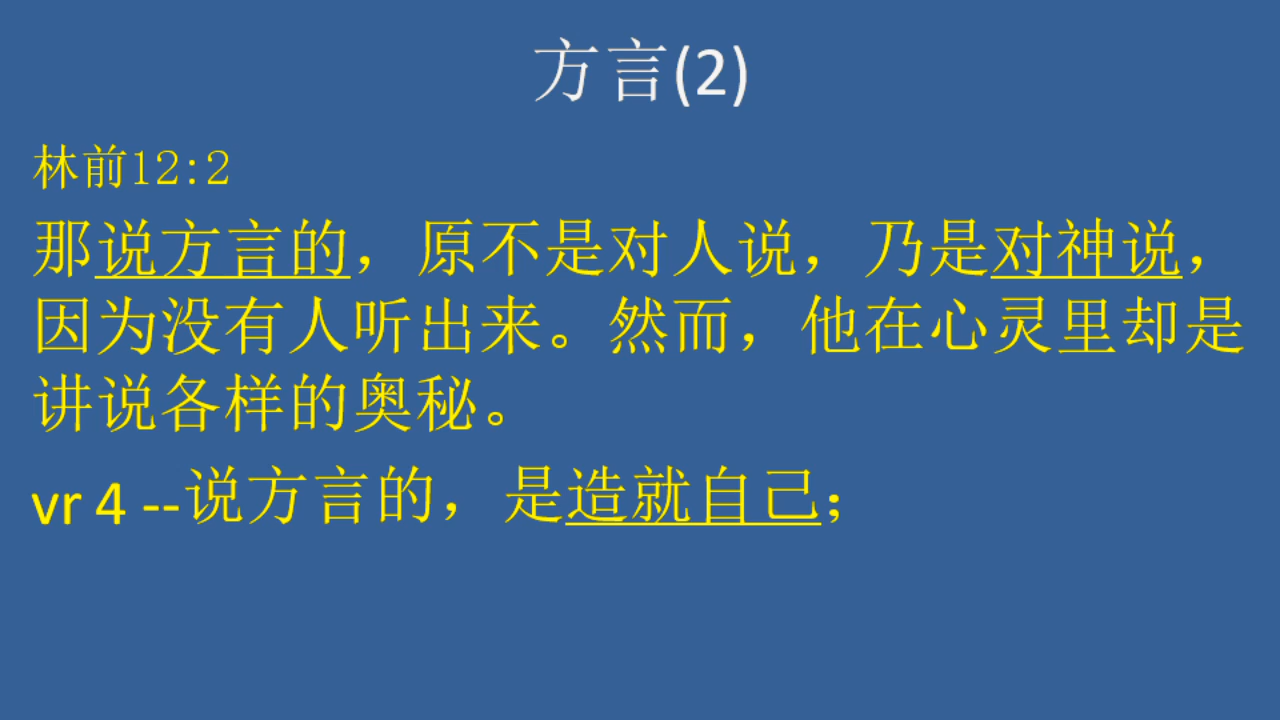 方言(2)
林前12:2
那说方言的，原不是对人说，乃是对神说，
因为没有人听出来。然而，他在心灵里却是
讲说各样的奥秘。
vr 4 --说方言的，是造就自己；